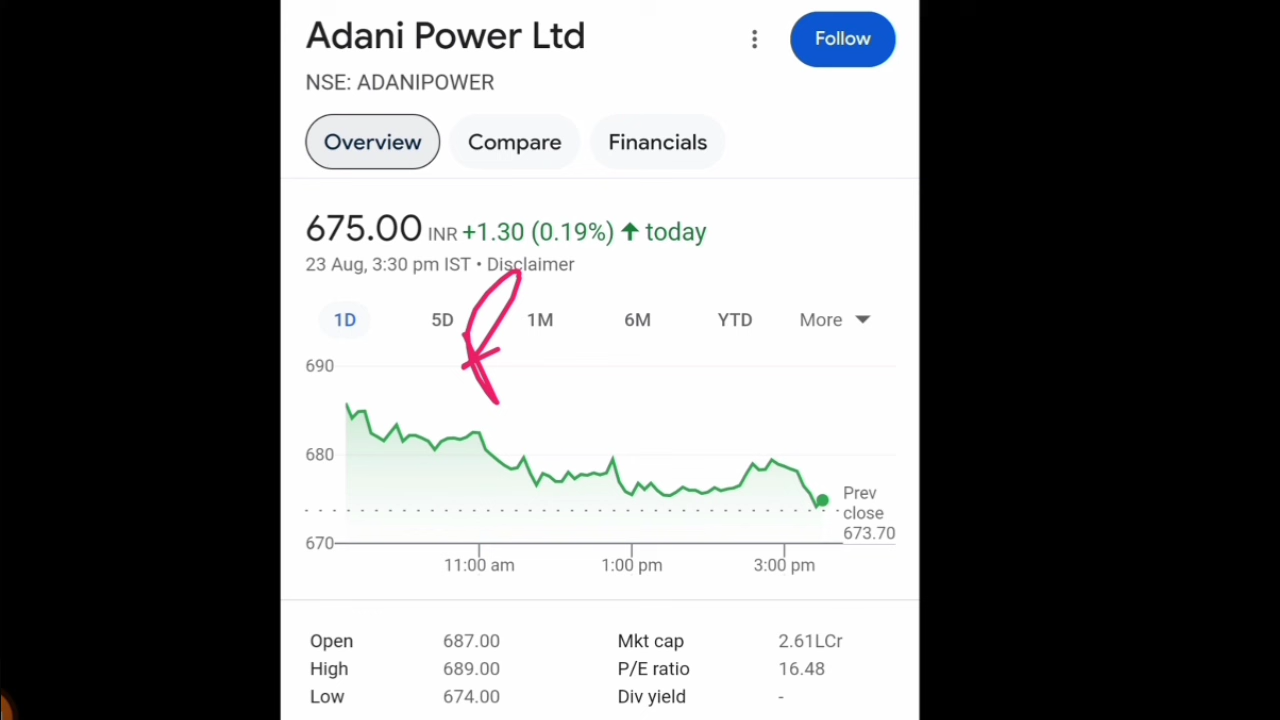 Adani Power Ltd
Follow
NSE: ADANIPOWER
Overview Compare Financials
675.00 INR +1.30 (0.19%) ↑ today
23 Aug, 3:30 pm IST • Disclaimer
1D 5D 1M 6M YTD More
690
680
670
Prev
close
673.70
11:00 am 1:00 pm 3:00 pm
Open 687.00 Mkt cap 2.61LCr
High 689.00 P/E ratio 16.48
Low 674.00 Div yield -